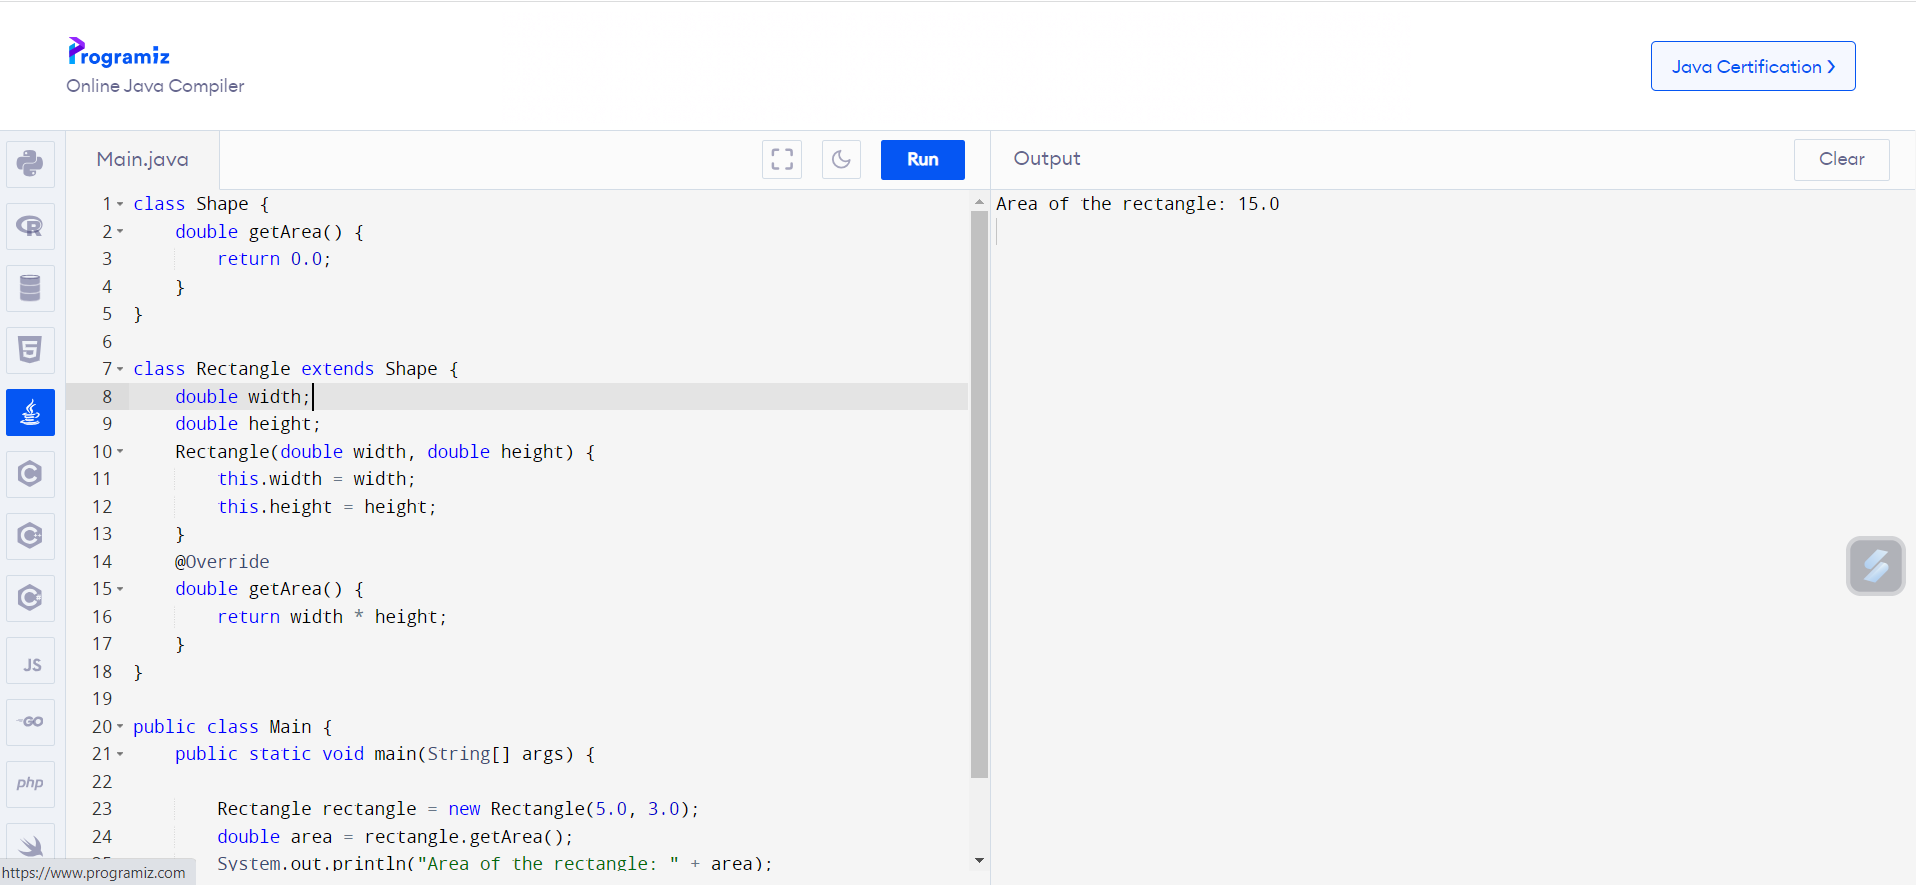 Programiz
Online Java Compiler
Java Certification ❯
Main.java
Run
Output
Clear
1 class Shape {
2 double getArea() {
3 return 0.0;
4 }
5 }
6
7 class Rectangle extends Shape {
8 double width;
9 double height;
10 Rectangle(double width, double height) {
11 this.width = width;
12 this.height = height;
13 }
14 @Override
15 double getArea() {
16 return width * height;
17 }
18 }
19
20 public class Main {
21 public static void main(String[] args) {
22
23 Rectangle rectangle = new Rectangle(5.0, 3.0);
24 double area = rectangle.getArea();
25 System.out.println("Area of the rectangle: " + area);
Area of the rectangle: 15.0
R
5
C
C
C
JS
GO
php
https://www.programiz.com